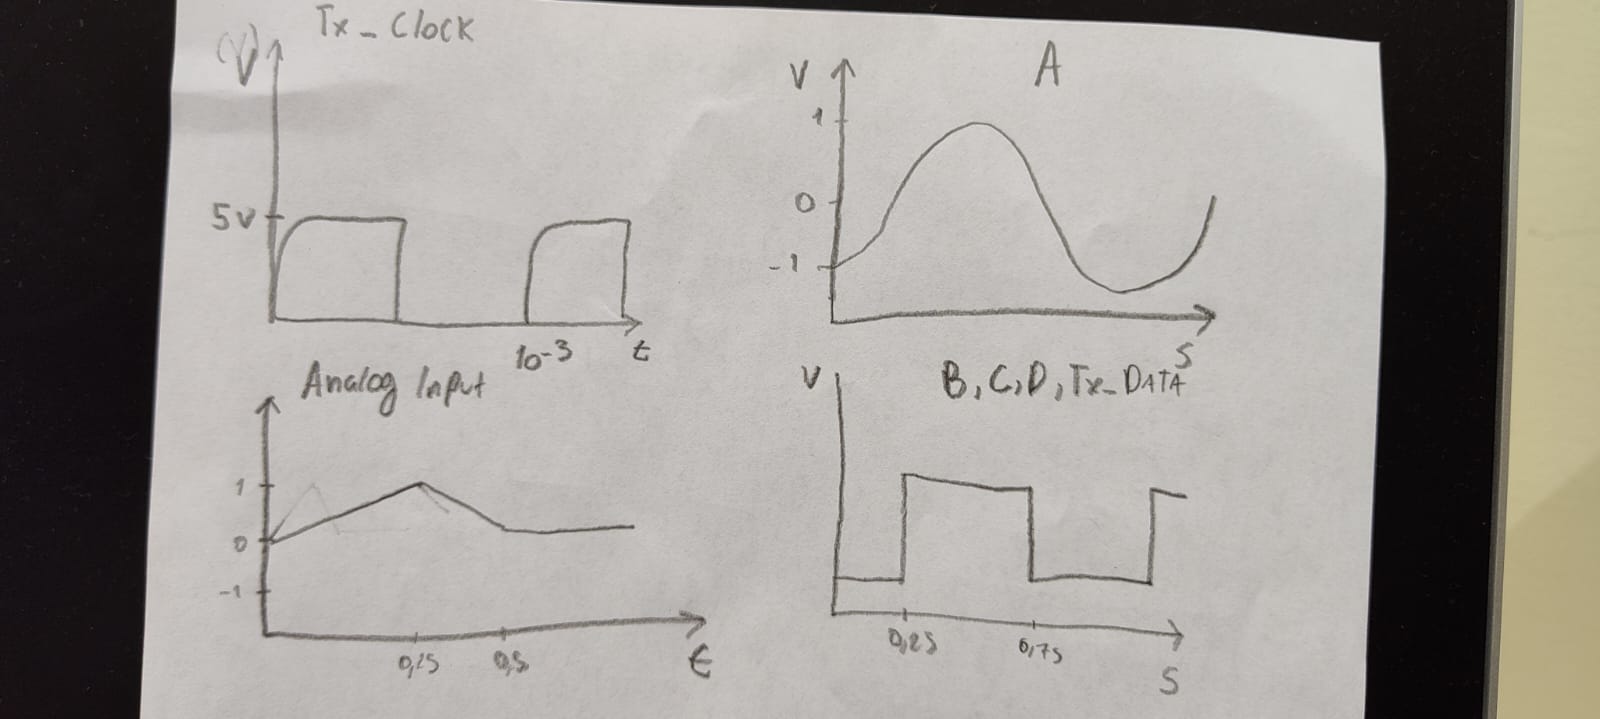 Tx_Clock
(V)
5V
10-3
t
A
V
1
0
-1
S
Analog Input
1
0
-1
0,25
0,5
t
B, C, D, Tx_DATA
V
0,25
0,75
S